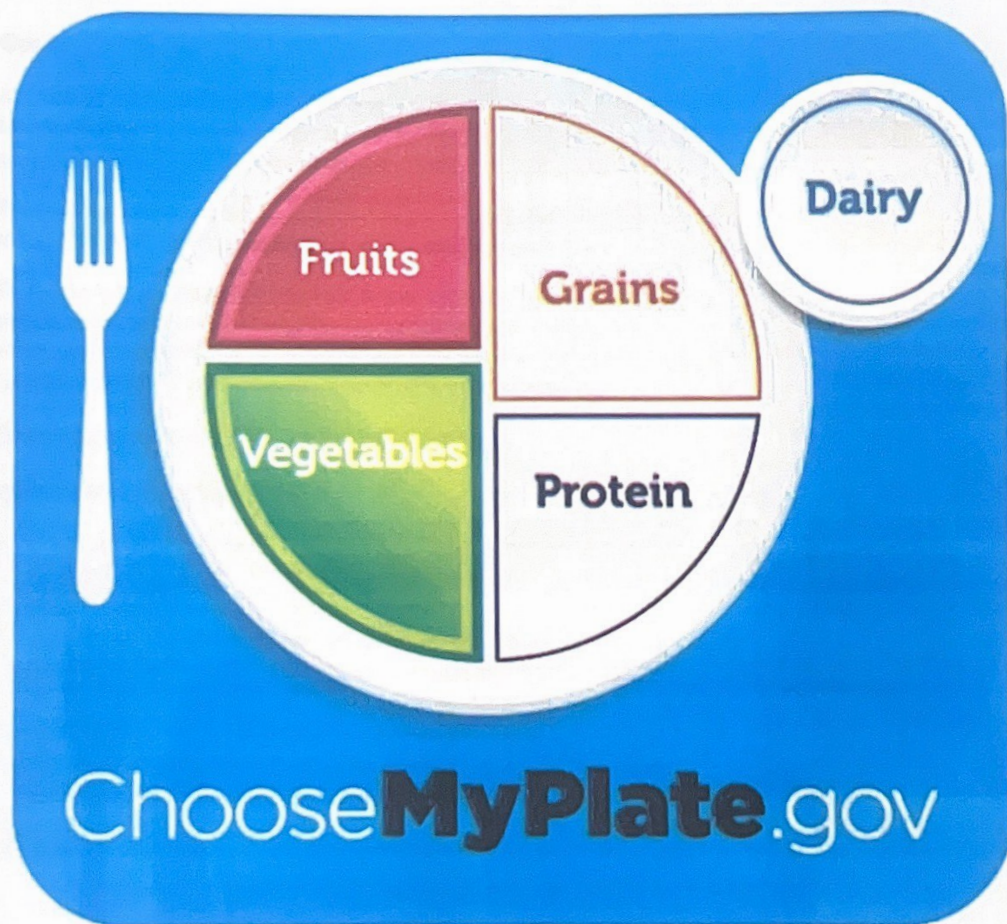 Fruits
Grains
Dairy
Vegetables
Protein
ChooseMyPlate.gov